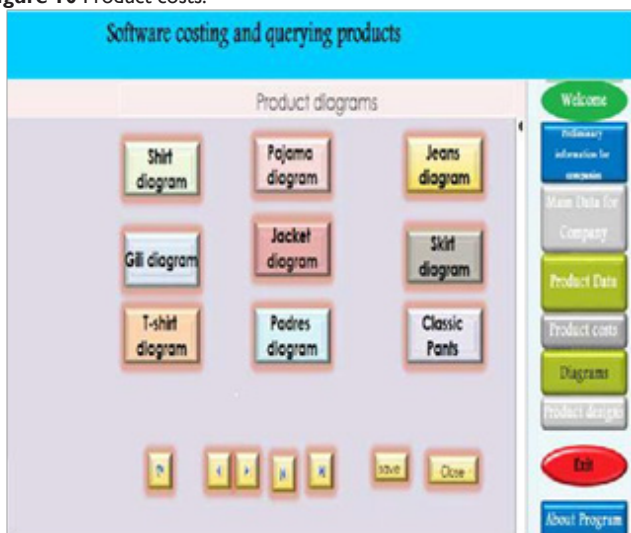 Figure 10 Product costs.
Software costing and querying products
Product diagrams
Welcome
Shirt
diagram
Pajama
diagram
Jeans
diagram
Preliminary
information for
companies
Main Data for
Company
Gili diagram
Jacket
diagram
Skirt
diagram
Product Data
T-shirt
diagram
Padres
diagram
Classic
Pants
Product costs
Diagrams
Product designs
save
Close
Exit
About Program